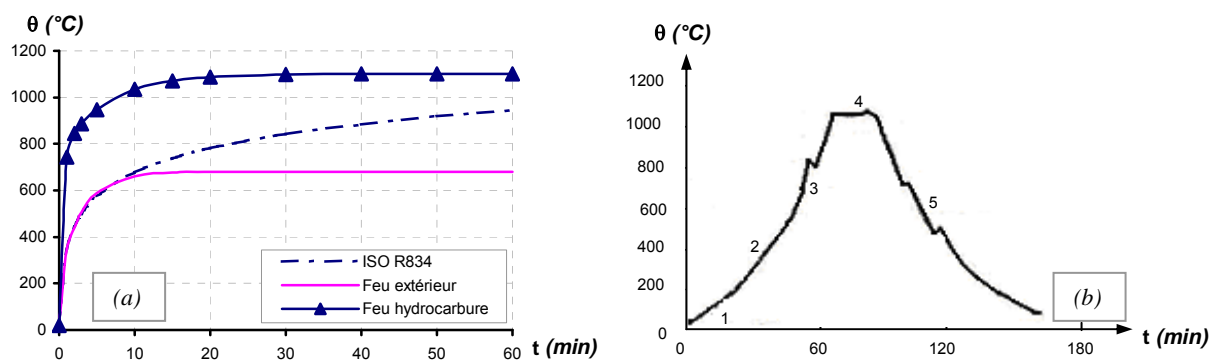 θ (°C)
1200
1000
800
600
400
200
0
0 10 20 30 40 50 60
t (min)
(a)
ISO R834
Feu extérieur
Feu hydrocarbure
θ (°C)
1200
1000
800
600
400
200
0
0 60 120 180
t (min)
1
2
3
4
5
(b)